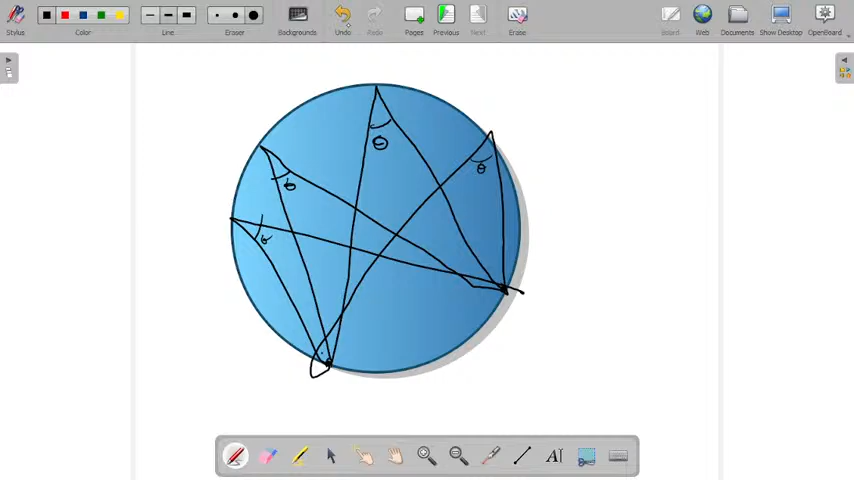 Stylus Color Line Eraser Backgrounds Undo Redo Pages Previous Next Erase Board Web Documents Show Desktop OpenBoard
θ
θ
θ